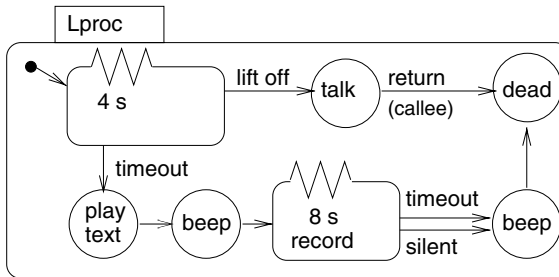 Lproc
4 s
lift off
talk
return
(callee)
dead
timeout
play
text
beep
8 s
record
timeout
silent
beep